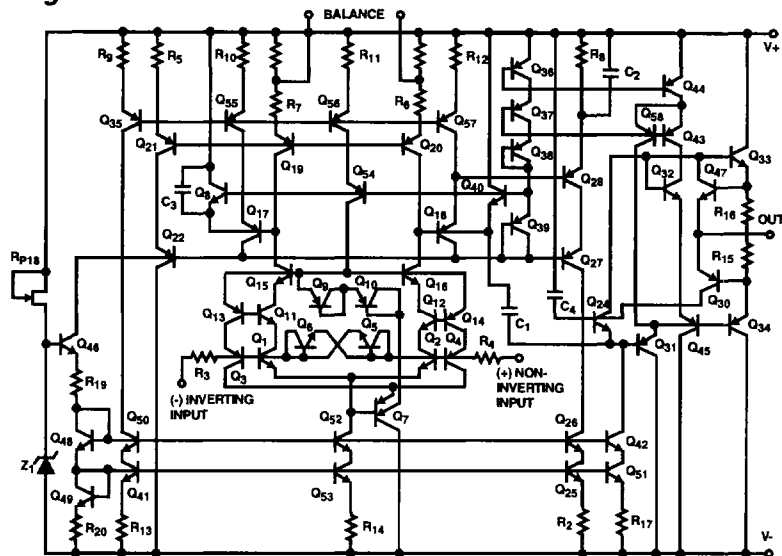 BALANCE
V+
R9
R5
R10
R11
R12
R8
C2
Q36
Q44
R7
R6
Q35
Q55
Q56
Q57
Q37
Q58
Q43
Q21
Q19
Q20
Q38
Q33
Q54
Q28
Q32
Q47
C3
Q8
Q40
R16
Q17
Q18
Q39
OUT
Q22
R15
RP18
Q15
Q9
Q10
Q16
Q27
Q24
Q30
Q13
Q11
Q12
Q14
C1
C4
Q6
Q5
Q46
Q1
Q2
Q4
R3
Q3
R4
Q31
Q45
Q34
R19
(-) INVERTING
INPUT
(+) NON-
INVERTING
INPUT
Q7
Q50
Q52
Q26
Q48
Q42
Z1
Q51
Q49
Q41
Q53
Q25
R20
R13
R14
R2
R17
V-